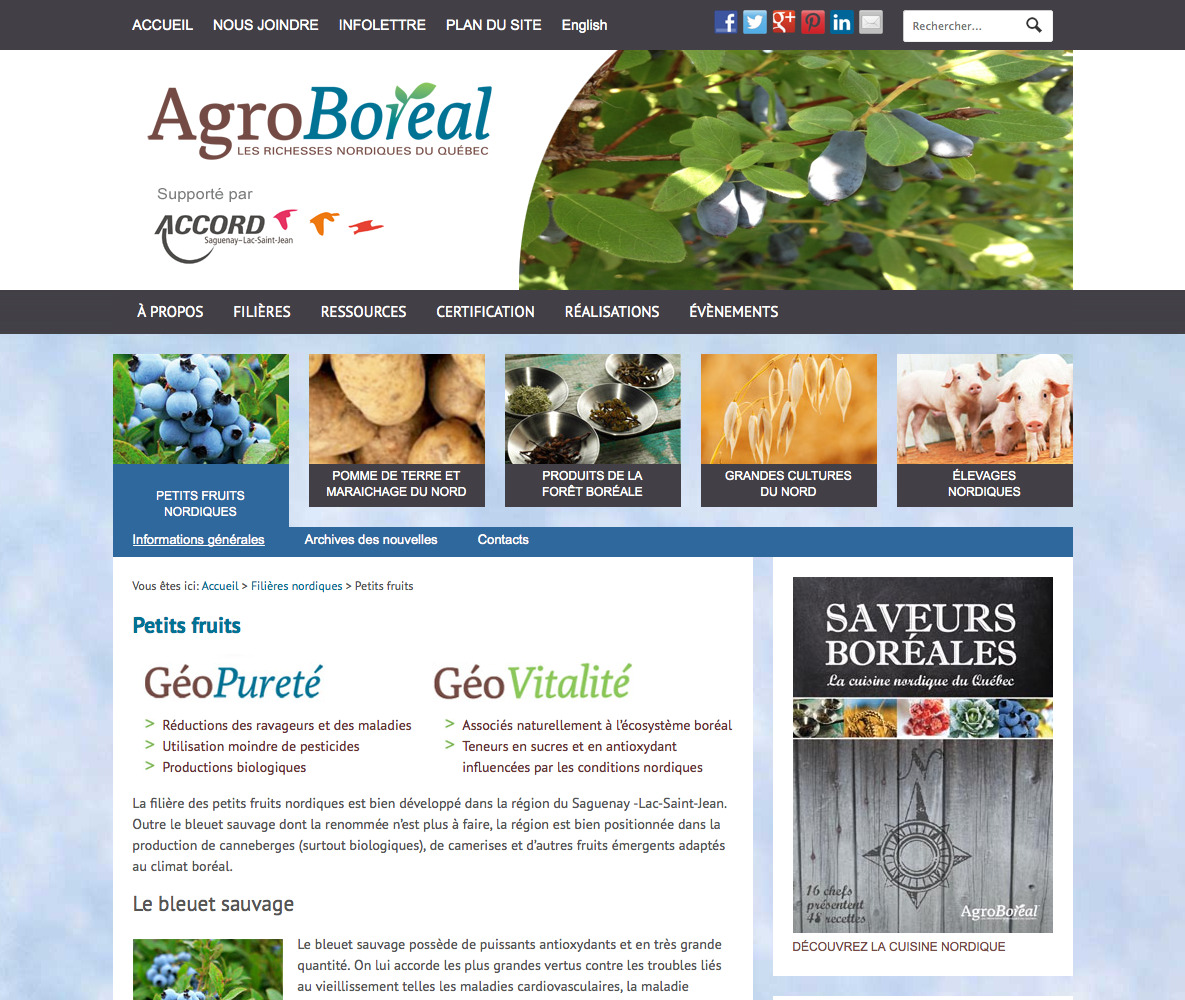 ACCUEIL NOUS JOINDRE INFOLETTRE PLAN DU SITE English
Rechercher...
AgroBoréal
LES RICHESSES NORDIQUES DU QUÉBEC
Supporté par
ACCORD
Saguenay–Lac-Saint-Jean
À PROPOS FILIÈRES RESSOURCES CERTIFICATION RÉALISATIONS ÉVÈNEMENTS
PETITS FRUITS
NORDIQUES
POMME DE TERRE ET
MARAICHAGE DU NORD
PRODUITS DE LA
FORÊT BORÉALE
GRANDES CULTURES
DU NORD
ÉLEVAGES
NORDIQUES
Informations générales Archives des nouvelles Contacts
Vous êtes ici: Accueil > Filières nordiques > Petits fruits
Petits fruits
GéoPureté
> Réductions des ravageurs et des maladies
> Utilisation moindre de pesticides
> Productions biologiques
GéoVitalité
> Associés naturellement à l'écosystème boréal
> Teneurs en sucres et en antioxydant
influencées par les conditions nordiques
La filière des petits fruits nordiques est bien développé dans la région du Saguenay -Lac-Saint-Jean.
Outre le bleuet sauvage dont la renommée n'est plus à faire, la région est bien positionnée dans la
production de canneberges (surtout biologiques), de camerises et d'autres fruits émergents adaptés
au climat boréal.
Le bleuet sauvage
Le bleuet sauvage possède de puissants antioxydants et en très grande
quantité. On lui accorde les plus grandes vertus contre les troubles liés
au vieillissement telles les maladies cardiovasculaires, la maladie
SAVEURS
BORÉALES
La cuisine nordique du Québec
N
16 chefs
présentent
48 recettes
AgroBoréal
DÉCOUVREZ LA CUISINE NORDIQUE